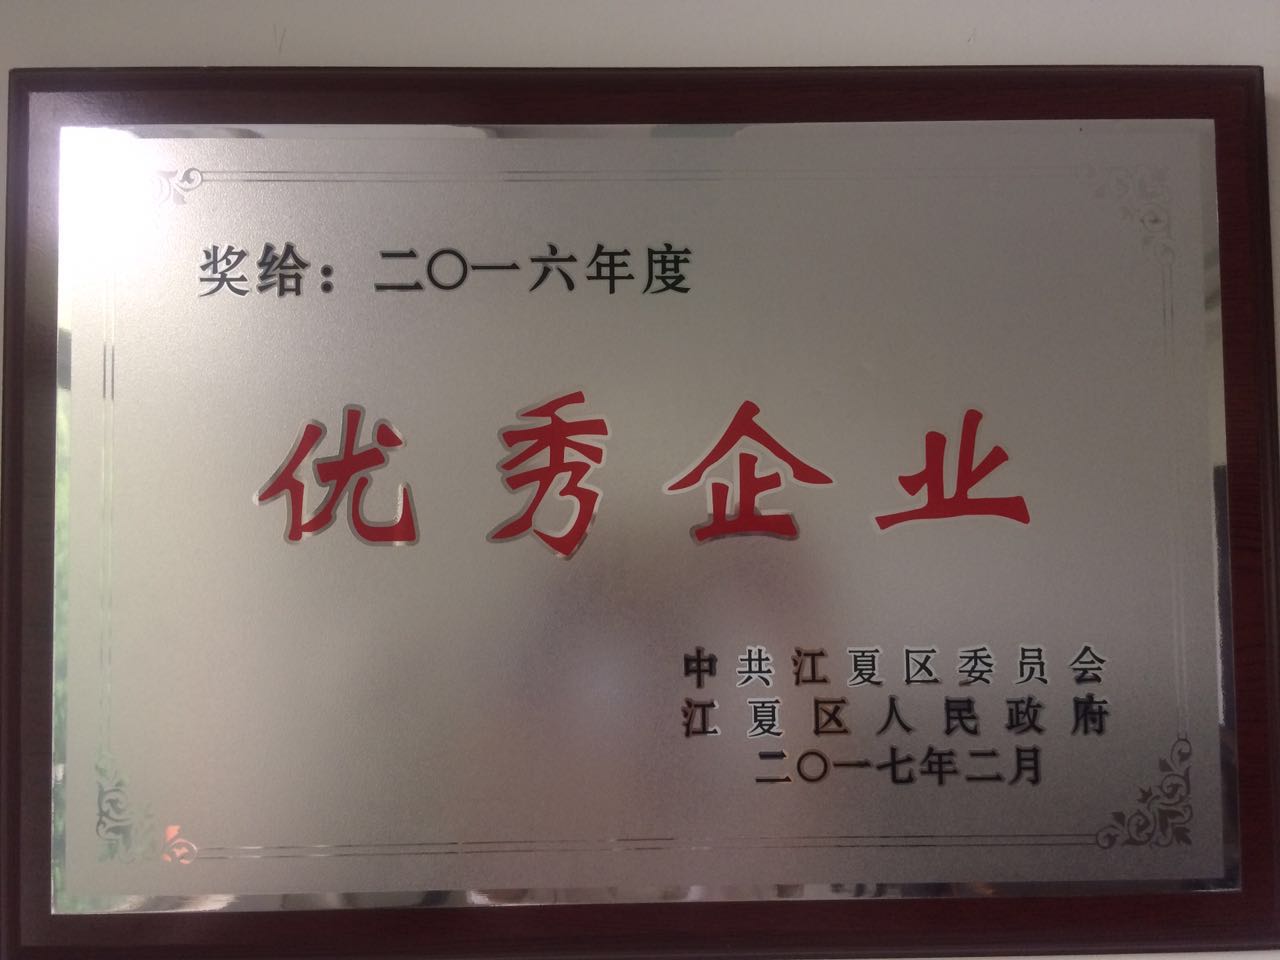 奖给：二〇一六年度
优秀企业
中共江夏区委员会
江夏区人民政府
二〇一七年二月